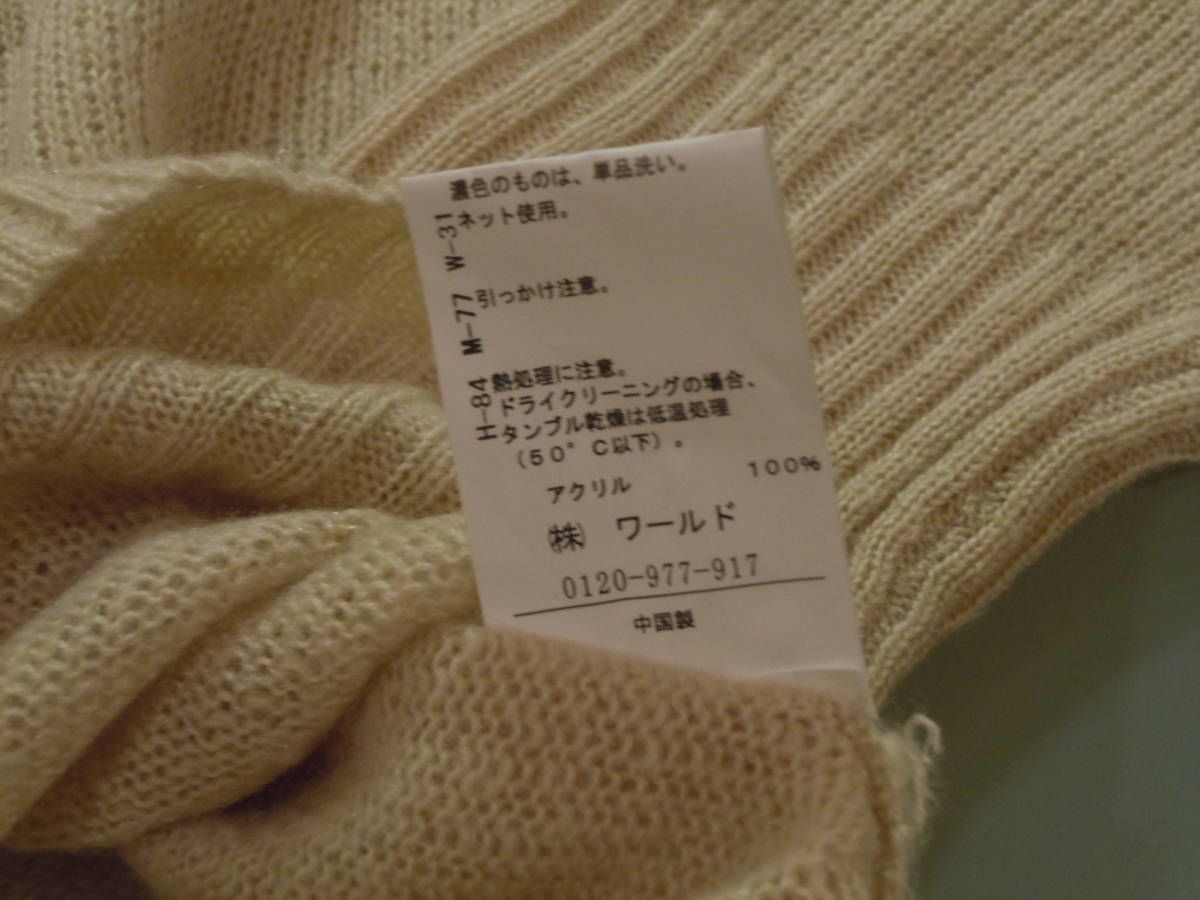 濃色のものは、単品洗い。
W-31 ネット使用。
M-77 引っかけ注意。
H-84 熱処理に注意。
ドライクリーニングの場合、
タンブル乾燥は低温処理
（50°C以下）。
アクリル 100%
㈱ ワールド
0120-977-917
中国製